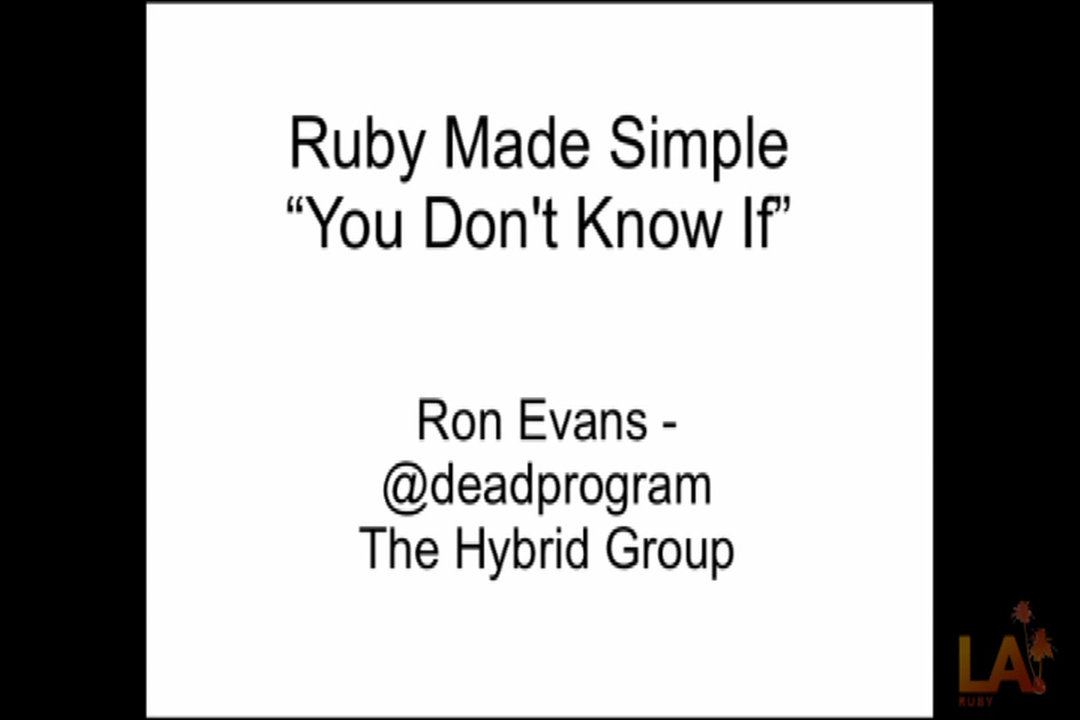 Ruby Made Simple
“You Don't Know If”
Ron Evans -
@deadprogram
The Hybrid Group
LA
RUBY